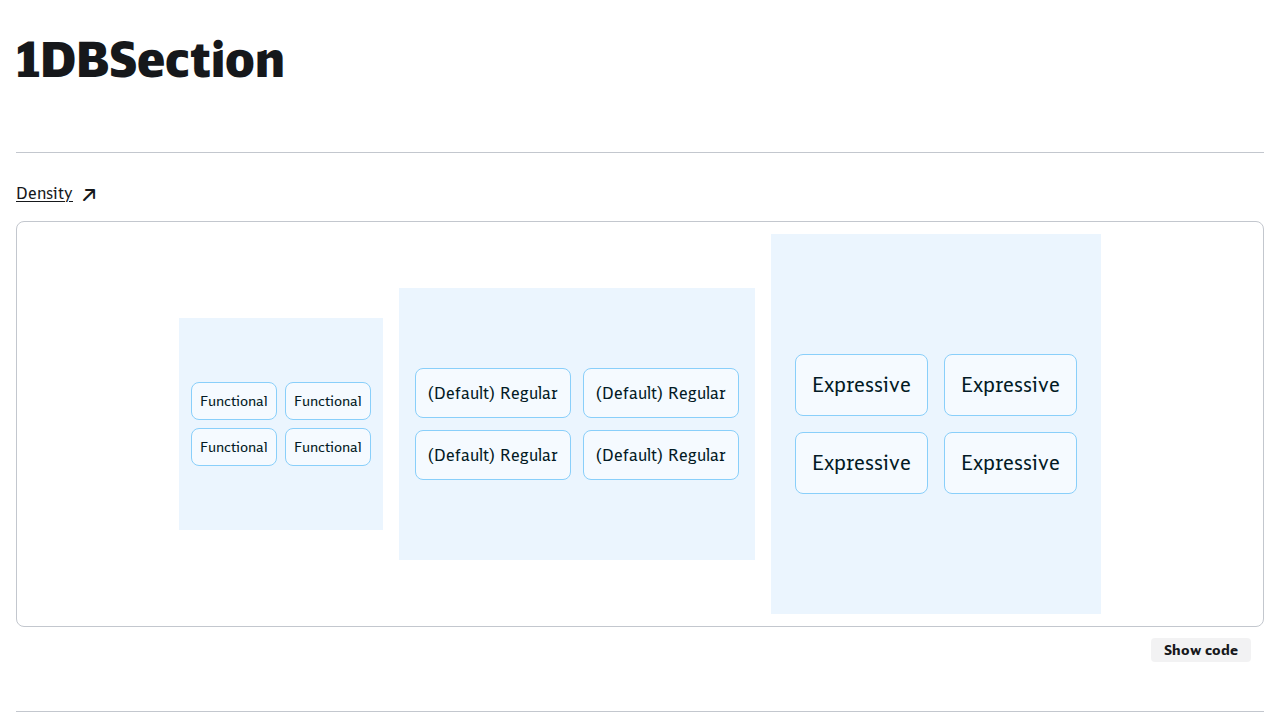 1DBSection
Density
Functional Functional
Functional Functional
(Default) Regular (Default) Regular
(Default) Regular (Default) Regular
Expressive Expressive
Expressive Expressive
Show code